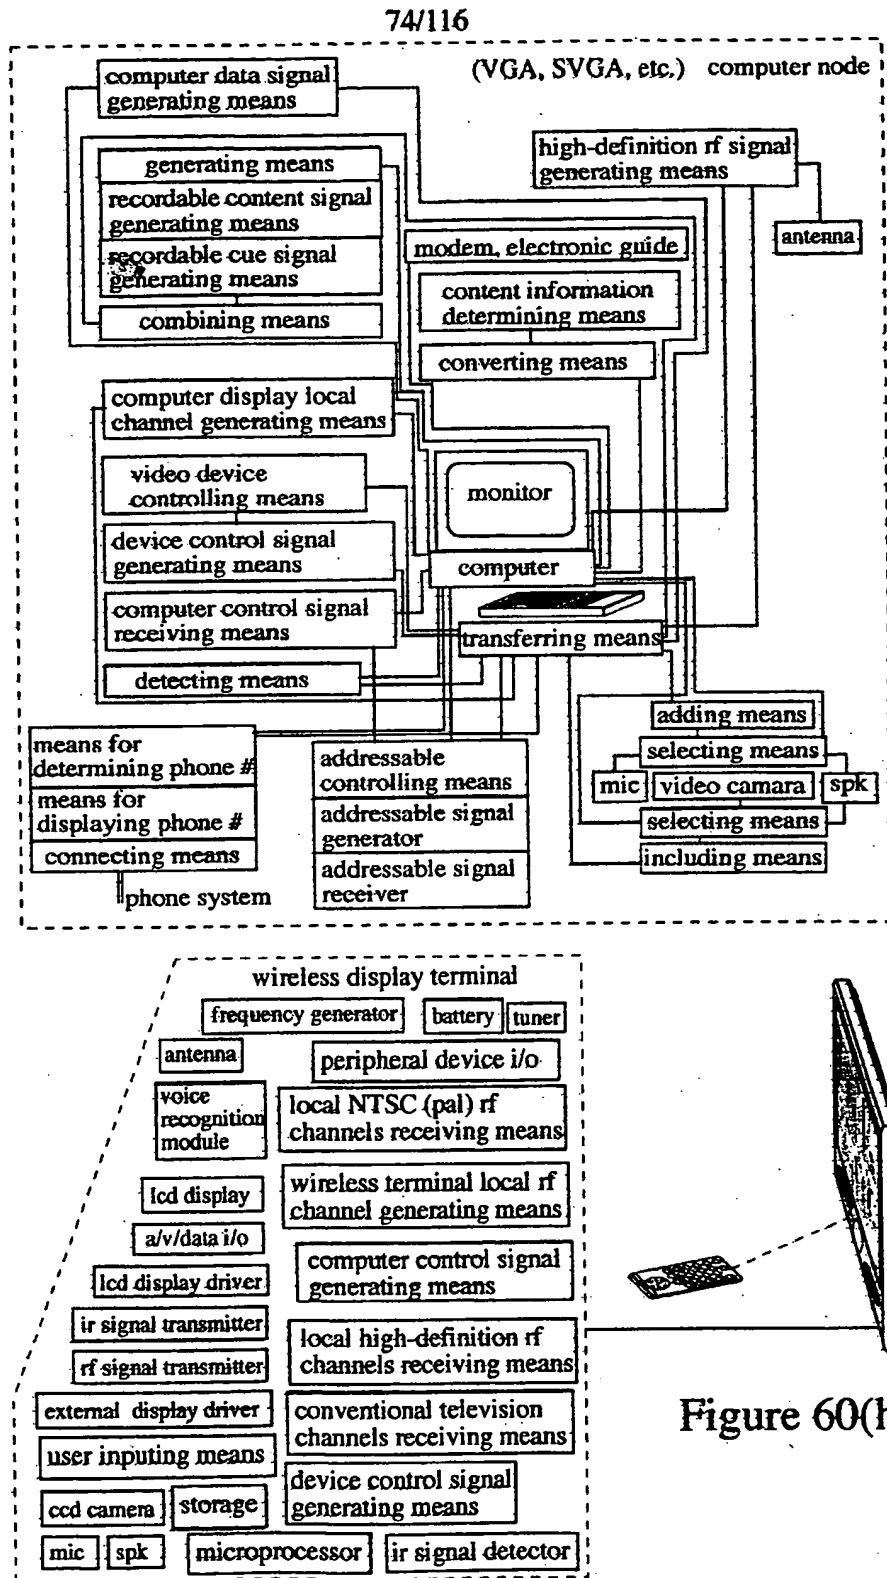 74/116
(VGA, SVGA, etc.) computer node
computer data signal
generating means
high-definition rf signal
generating means
antenna
generating means
recordable content signal
generating means
recordable cue signal
generating means
combining means
modem, electronic guide
content information
determining means
converting means
computer display local
channel generating means
video device
controlling means
device control signal
generating means
computer control signal
receiving means
detecting means
monitor
computer
transferring means
adding means
selecting means
mic
video camara
spk
selecting means
including means
means for
determining phone #
means for
displaying phone #
connecting means
phone system
addressable
controlling means
addressable signal
generator
addressable signal
receiver
wireless display terminal
frequency generator
battery
tuner
antenna
peripheral device i/o
voice
recognition
module
local NTSC (pal) rf
channels receiving means
lcd display
wireless terminal local rf
channel generating means
a/v/data i/o
computer control signal
generating means
lcd display driver
ir signal transmitter
rf signal transmitter
local high-definition rf
channels receiving means
external display driver
conventional television
channels receiving means
user inputing means
device control signal
generating means
ccd camera
storage
mic
spk
microprocessor
ir signal detector
Figure 60(h